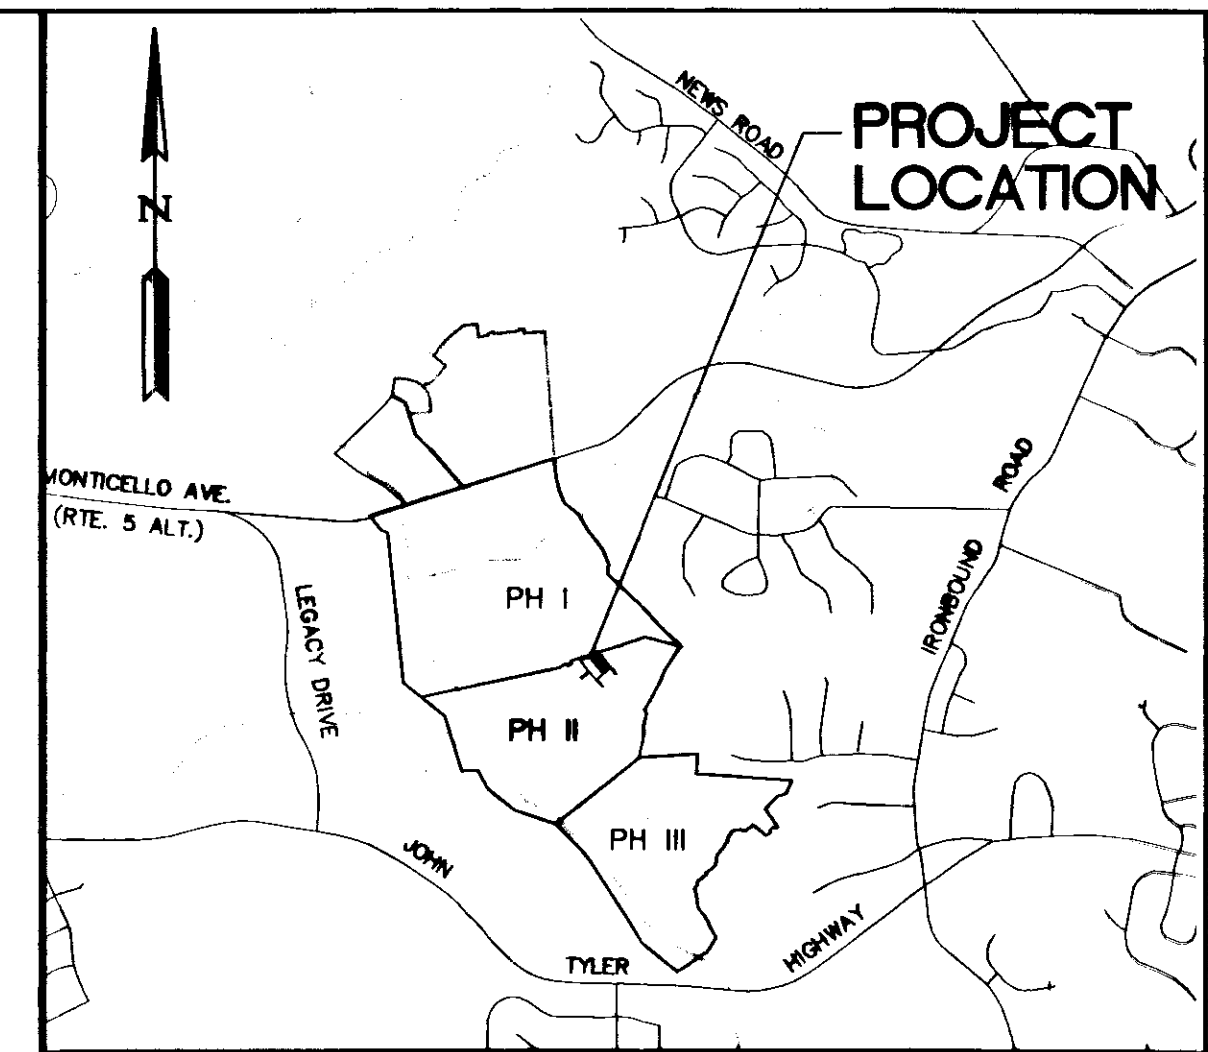 NEWS ROAD
PROJECT
LOCATION
N
MONTICELLO AVE.
(RTE. 5 ALT.)
ROAD
IRONBOUND
PH I
LEGACY DRIVE
PH II
PH III
JOHN
TYLER
HIGHWAY